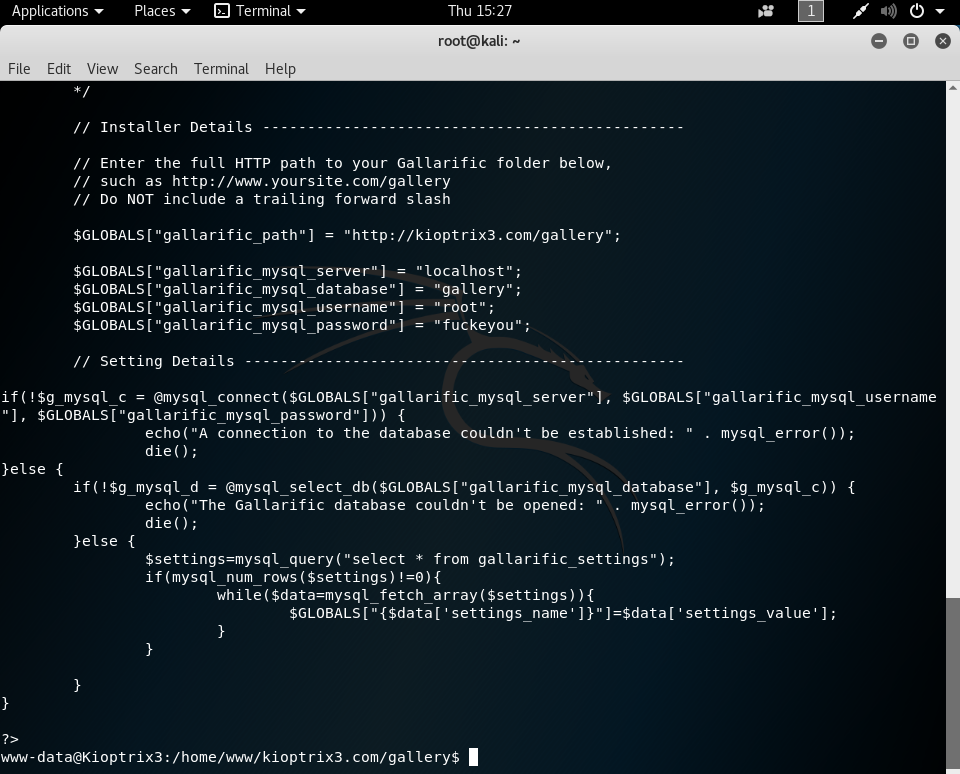 Applications Places Terminal Thu 15:27 1
root@kali: ~
File Edit View Search Terminal Help
*/
// Installer Details -----------------------------------------------
// Enter the full HTTP path to your Gallarific folder below,
// such as http://www.yoursite.com/gallery
// Do NOT include a trailing forward slash
$GLOBALS["gallarific_path"] = "http://kioptrix3.com/gallery";
$GLOBALS["gallarific_mysql_server"] = "localhost";
$GLOBALS["gallarific_mysql_database"] = "gallery";
$GLOBALS["gallarific_mysql_username"] = "root";
$GLOBALS["gallarific_mysql_password"] = "fuckeyou";
// Setting Details -------------------------------------------------
if(!$g_mysql_c = @mysql_connect($GLOBALS["gallarific_mysql_server"], $GLOBALS["gallarific_mysql_username
"], $GLOBALS["gallarific_mysql_password"])) {
echo("A connection to the database couldn't be established: " . mysql_error());
die();
}else {
if(!$g_mysql_d = @mysql_select_db($GLOBALS["gallarific_mysql_database"], $g_mysql_c)) {
echo("The Gallarific database couldn't be opened: " . mysql_error());
die();
}else {
$settings=mysql_query("select * from gallarific_settings");
if(mysql_num_rows($settings)!=0){
while($data=mysql_fetch_array($settings)){
$GLOBALS["{$data['settings_name']}"]=$data['settings_value'];
}
}
}
}
?>
www-data@Kioptrix3:/home/www/kioptrix3.com/gallery$